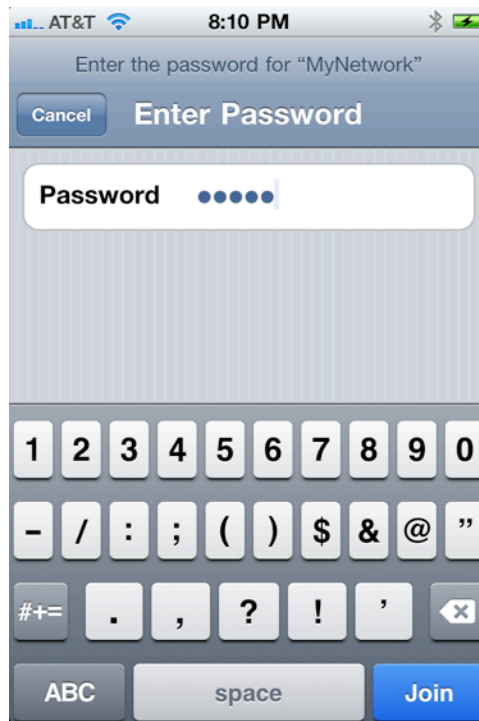 AT&T 8:10 PM
Enter the password for “MyNetwork”
Cancel Enter Password
Password •••••
1 2 3 4 5 6 7 8 9 0
- / : ; ( ) $ & @ ”
#+= . , ? ! ’
ABC space Join